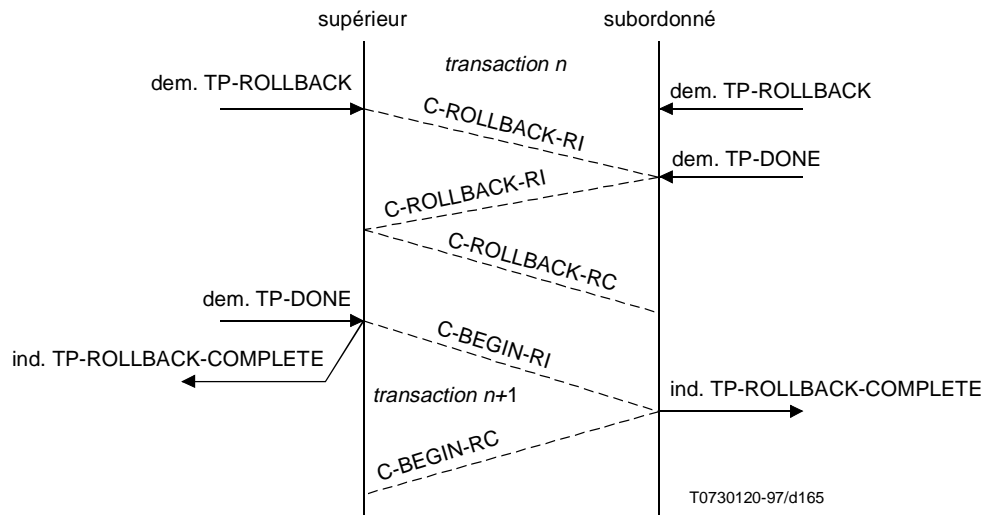 supérieur
subordonné
transaction n
dem. TP-ROLLBACK
dem. TP-ROLLBACK
C-ROLLBACK-RI
dem. TP-DONE
C-ROLLBACK-RI
C-ROLLBACK-RC
dem. TP-DONE
C-BEGIN-RI
ind. TP-ROLLBACK-COMPLETE
ind. TP-ROLLBACK-COMPLETE
transaction n+1
C-BEGIN-RC
T0730120-97/d165